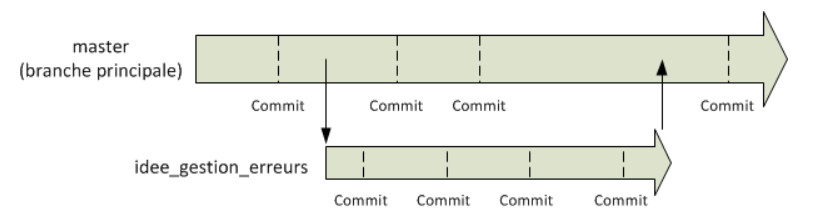 master
(branche principale)
Commit
Commit
Commit
Commit
idee_gestion_erreurs
Commit
Commit
Commit
Commit